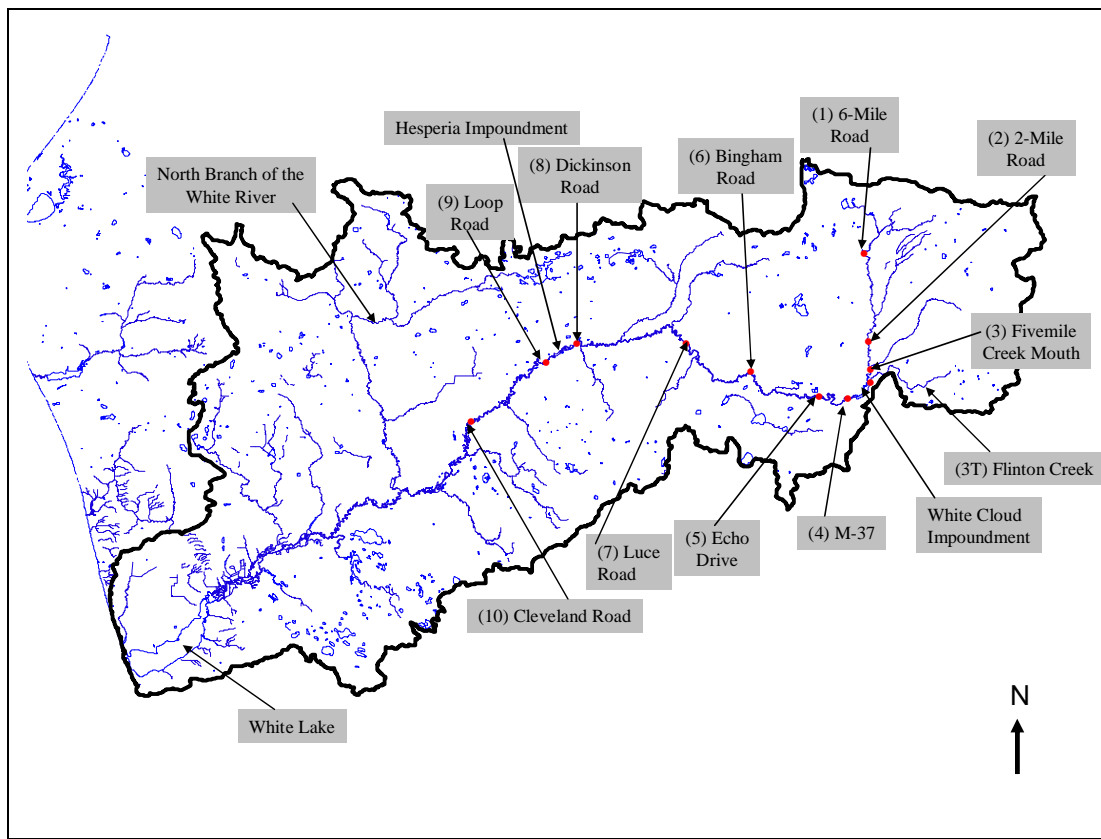 (1) 6-Mile
Road
Hesperia Impoundment
(2) 2-Mile
Road
(8) Dickinson
Road
(6) Bingham
Road
North Branch of the
White River
(9) Loop
Road
(3) Fivemile
Creek Mouth
(3T) Flinton Creek
White Cloud
Impoundment
(4) M-37
(5) Echo
Drive
(7) Luce
Road
(10) Cleveland Road
White Lake
N